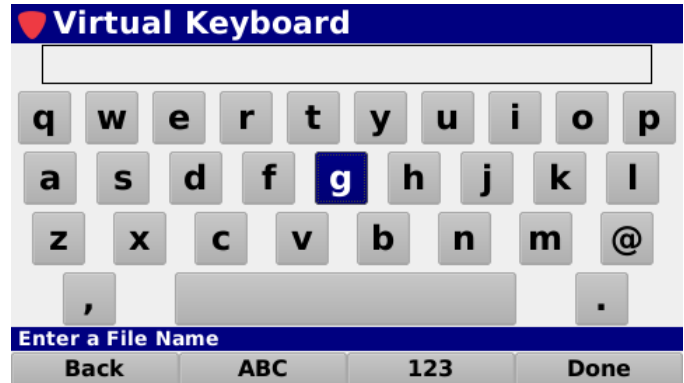 Virtual Keyboard
q w e r t y u i o p
a s d f g h j k l
z x c v b n m @
, .
Enter a File Name
Back ABC 123 Done